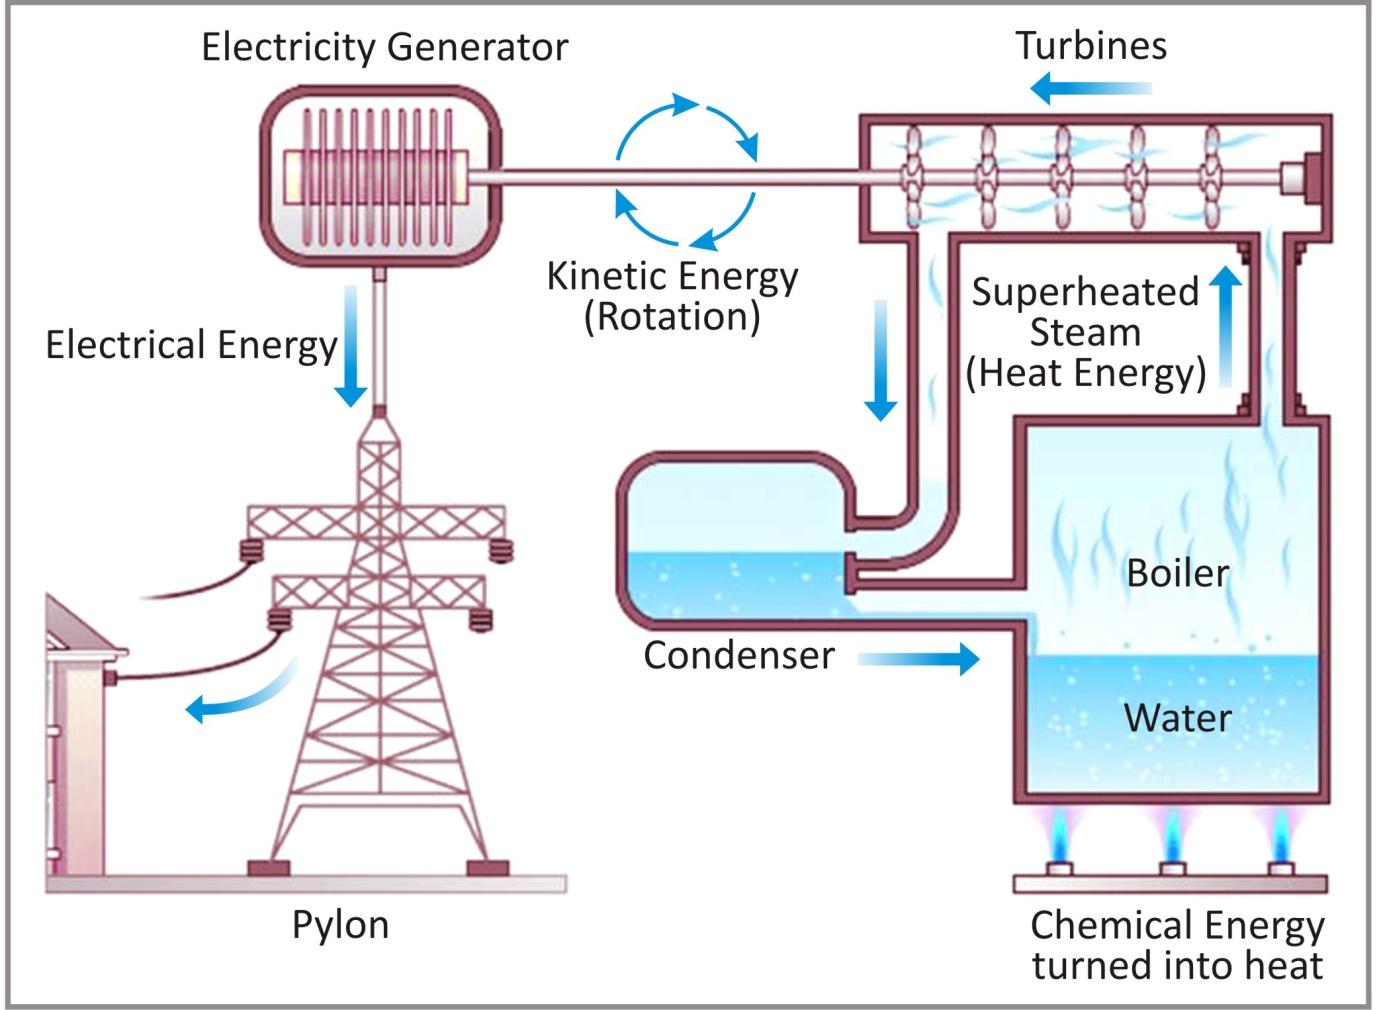 Electricity Generator
Turbines
Kinetic Energy
(Rotation)
Superheated
Steam
(Heat Energy)
Electrical Energy
Boiler
Condenser
Water
Pylon
Chemical Energy
turned into heat